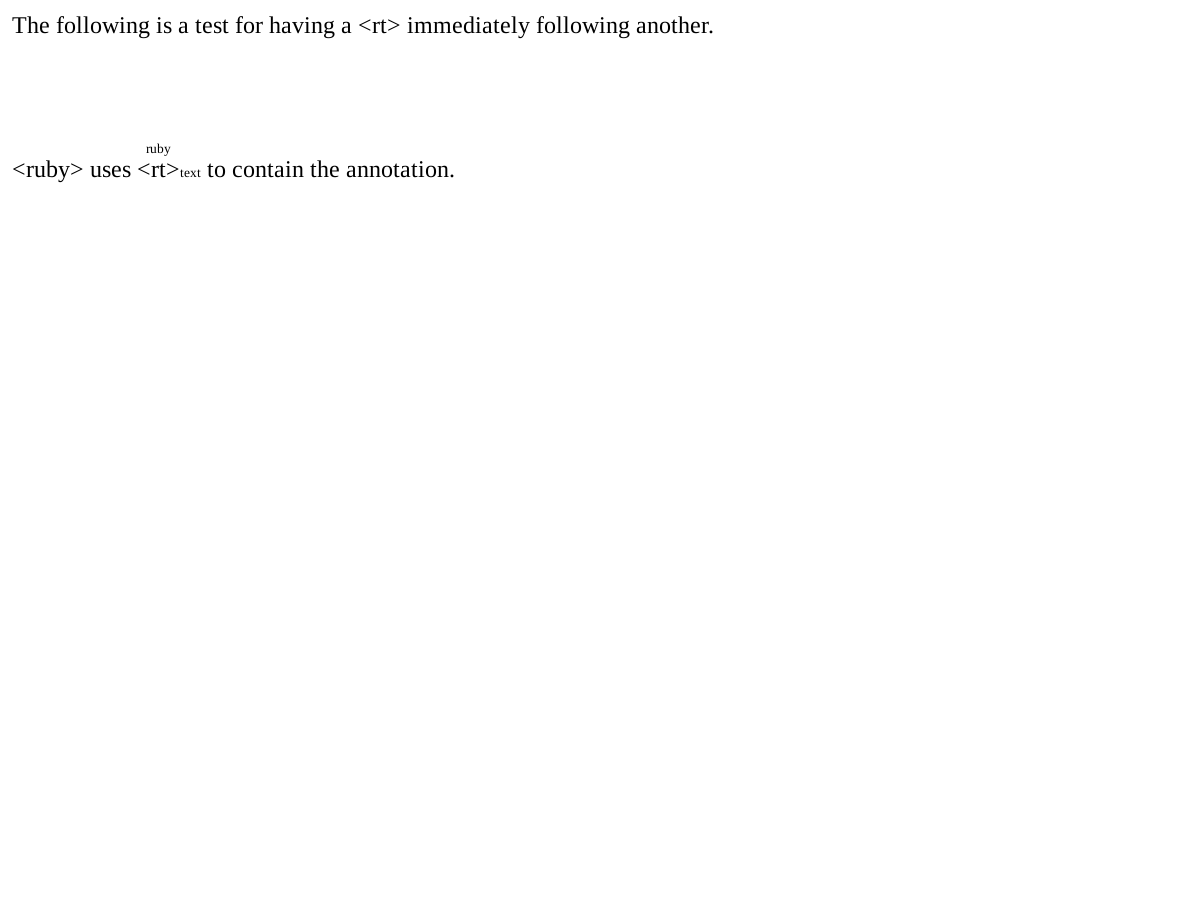 The following is a test for having a <rt> immediately following another.
ruby
<ruby> uses <rt>text to contain the annotation.